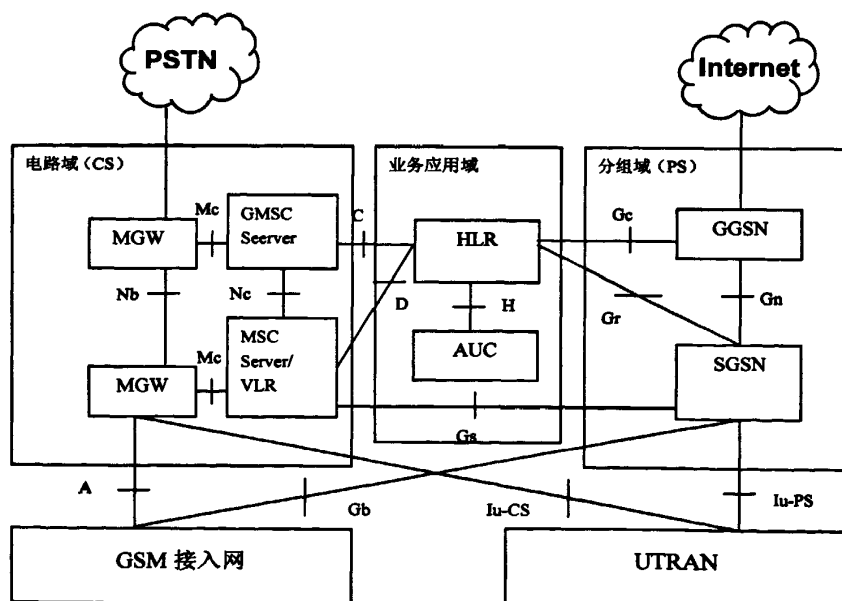 PSTN
Internet
电路域（CS）
业务应用域
分组域（PS）
Mc
GMSC
Seerver
C
Gc
MGW
HLR
GGSN
Nb
Nc
D
H
Gr
Gn
Mc
MSC
Server/
VLR
AUC
SGSN
MGW
Gs
A
Gb
Iu-CS
Iu-PS
GSM 接入网
UTRAN